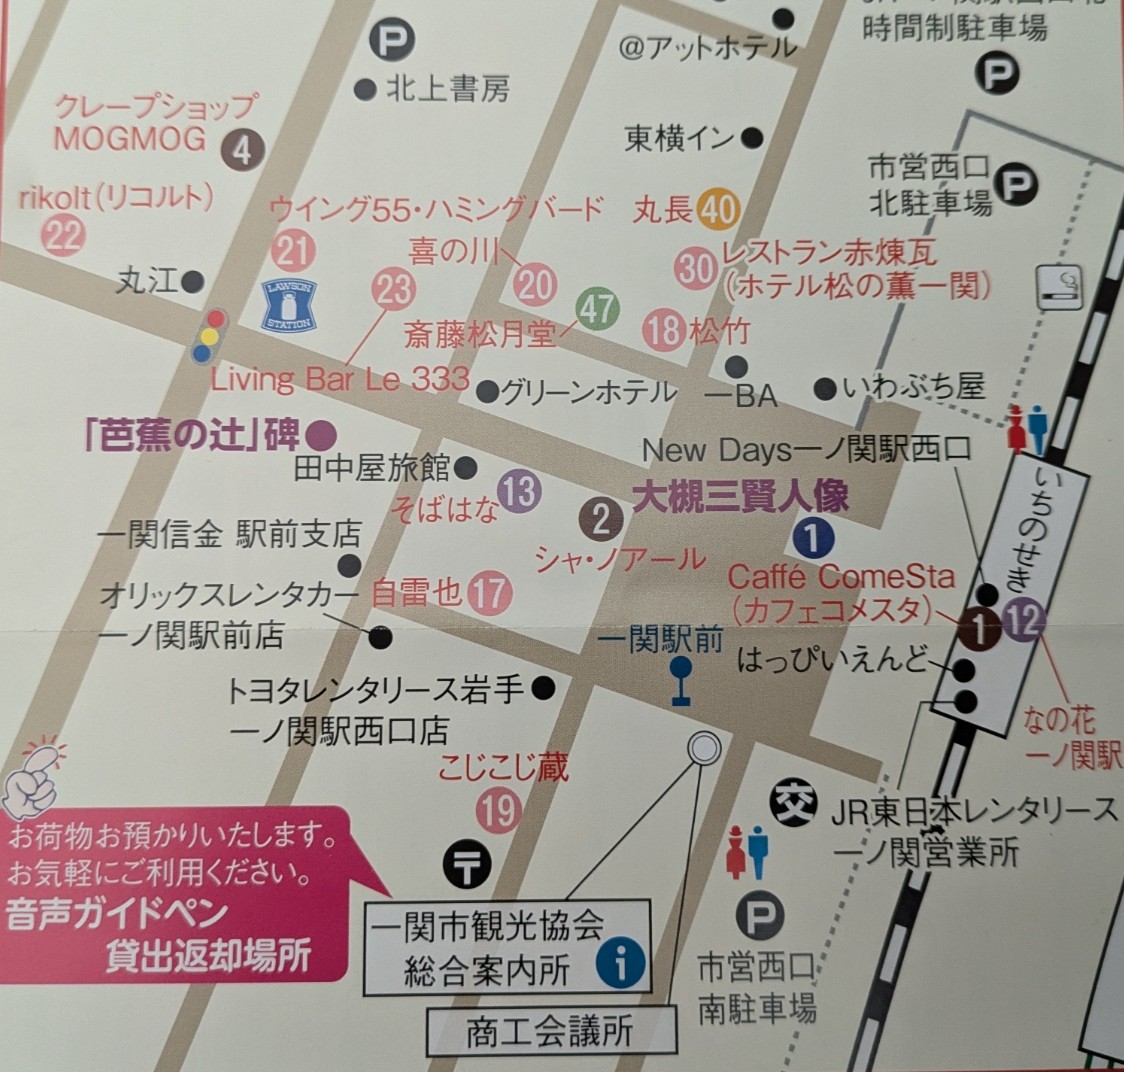 時間制駐車場
P
@アットホテル
P
北上書房
クレープショップ
MOGMOG
4
東横イン
市営西口
北駐車場
P
rikolt(リコルト)
22
ウイング55・ハミングバード
21
丸長
40
喜の川
20
レストラン赤煉瓦
(ホテル松の薫一関)
30
丸江
LAWSON
STATION
23
47
斎藤松月堂
18
松竹
Living Bar Le 333
グリーンホテル
一BA
いわぶち屋
「芭蕉の辻」碑
New Days一ノ関駅西口
田中屋旅館
13
そばはな
大槻三賢人像
1
2
シャ・ノアール
いちのせき
一関信金 駅前支店
オリックスレンタカー
一ノ関駅前店
自雷也
17
Caffé ComeSta
(カフェコメスタ)
1
12
一関駅前
はっぴいえんど
トヨタレンタリース岩手
一ノ関駅西口店
なの花
一ノ関駅
こじこじ蔵
19
〒
交
JR東日本レンタリース
一ノ関営業所
お荷物お預かりいたします。
お気軽にご利用ください。
音声ガイドペン
貸出返却場所
一関市観光協会
総合案内所
i
P
市営西口
南駐車場
商工会議所